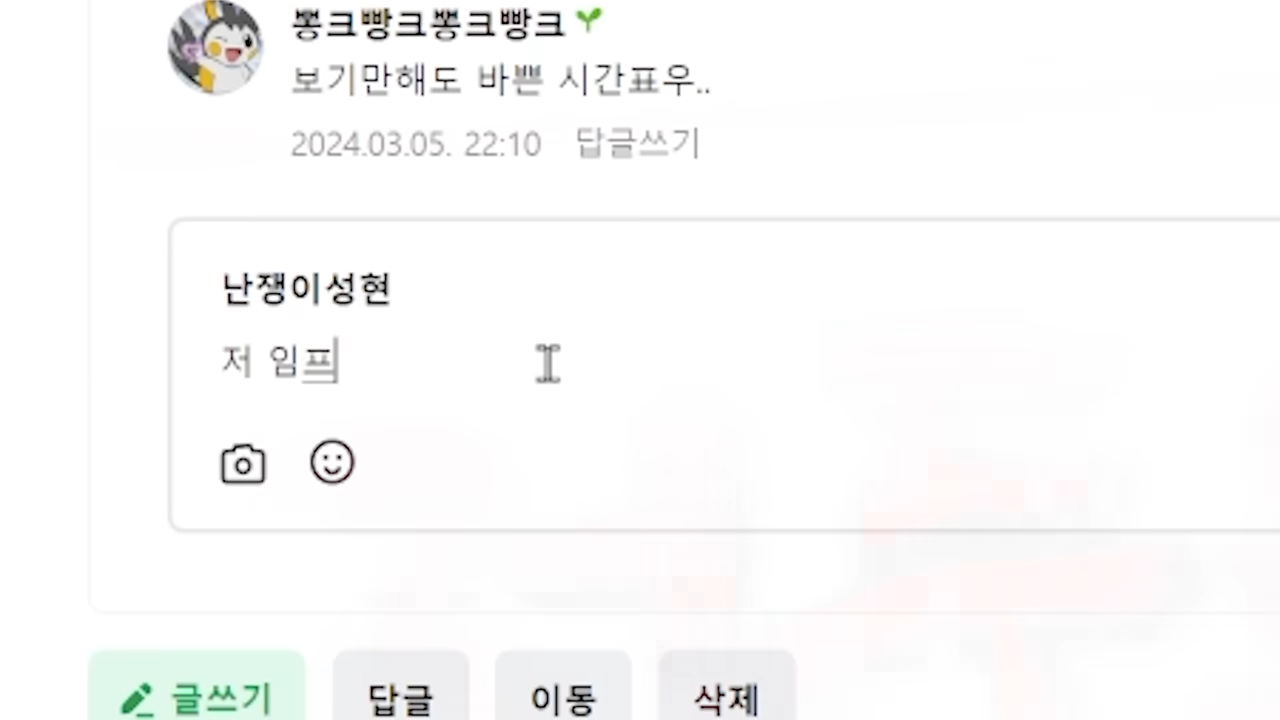 뽕크빵크뽕크빵크
보기만해도 바쁜 시간표우..
2024.03.05. 22:10 답글쓰기
난쟁이성현
저 임프
글쓰기 답글 이동 삭제